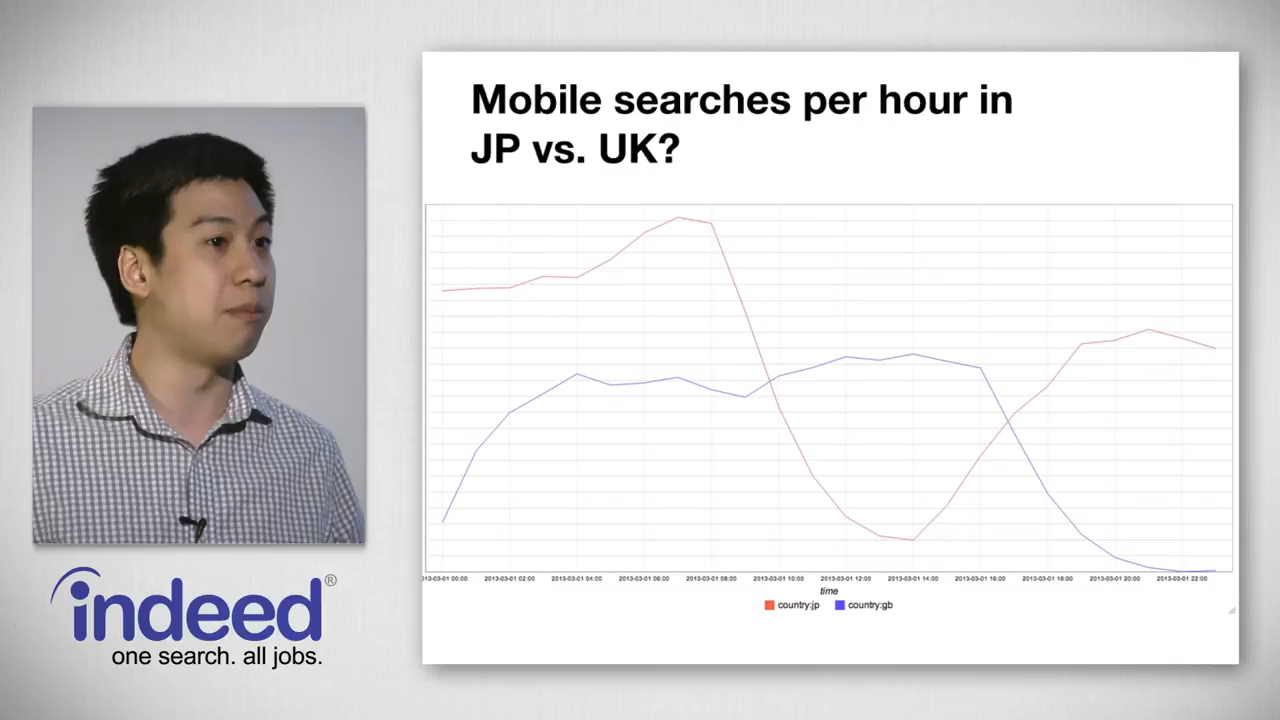 Mobile searches per hour in
JP vs. UK?
13-03-01 00:00 2013-03-01 02:00 2013-03-01 04:00 2013-03-01 06:00 2013-03-01 08:00 2013-03-01 10:00 2013-03-01 12:00 2013-03-01 14:00 2013-03-01 16:00 2013-03-01 18:00 2013-03-01 20:00 2013-03-01 22:00
time
country:jp country:gb
indeed®
one search. all jobs.